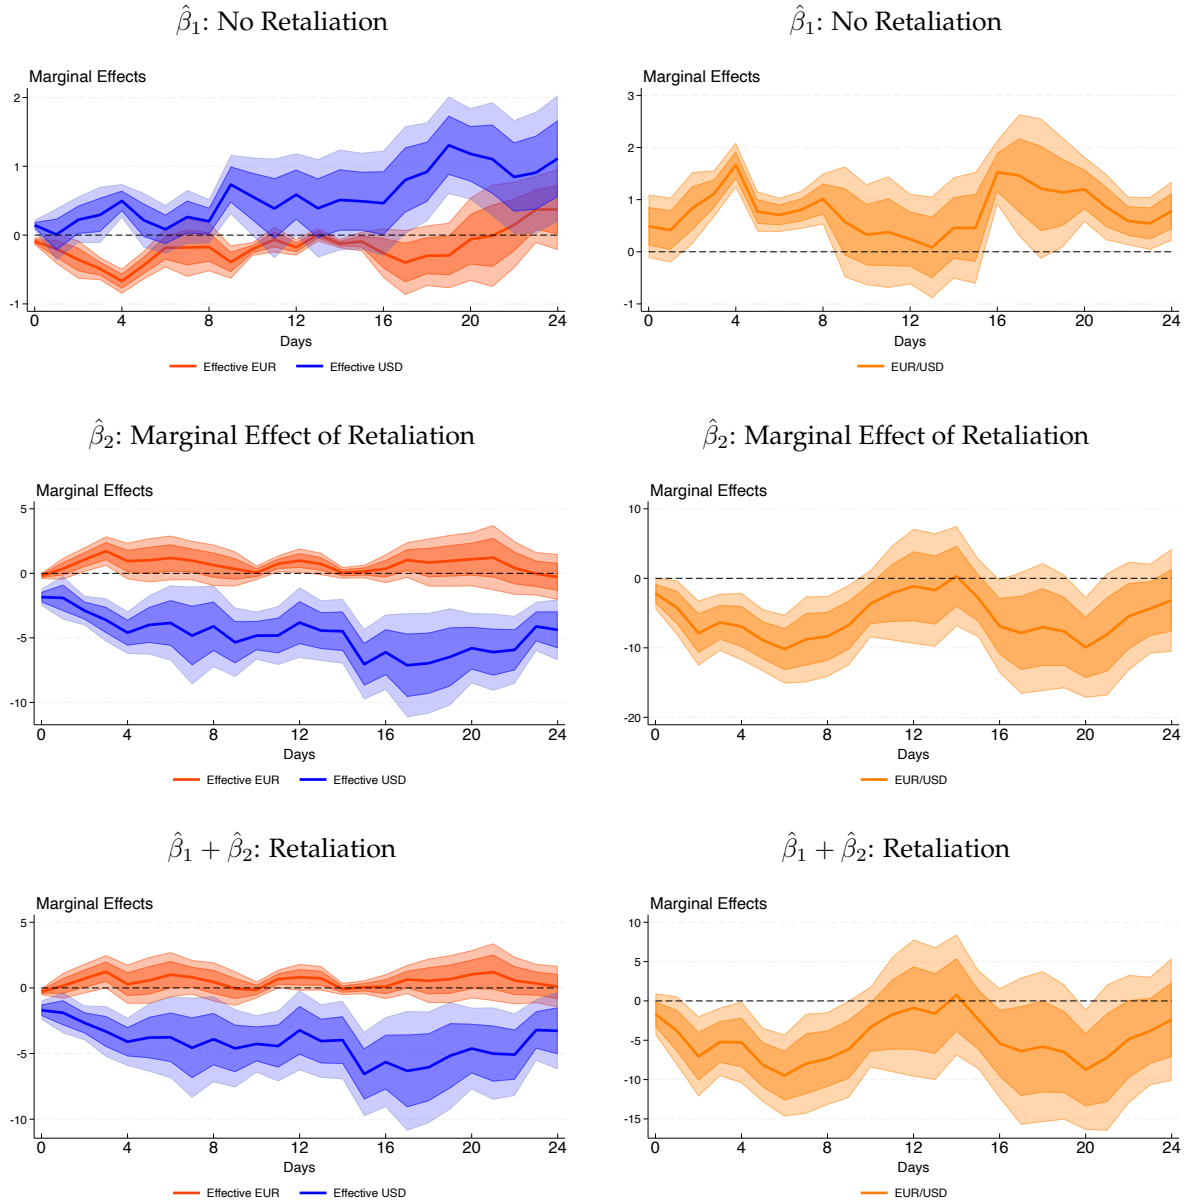 β̂₁: No Retaliation
Marginal Effects
2
1
0
-1
0 4 8 12 16 20 24
Days
Effective EUR Effective USD
β̂₁: No Retaliation
Marginal Effects
3
2
1
0
-1
0 4 8 12 16 20 24
Days
EUR/USD
β̂₂: Marginal Effect of Retaliation
Marginal Effects
5
0
-5
-10
0 4 8 12 16 20 24
Days
Effective EUR Effective USD
β̂₂: Marginal Effect of Retaliation
Marginal Effects
10
0
-10
-20
0 4 8 12 16 20 24
Days
EUR/USD
β̂₁ + β̂₂: Retaliation
Marginal Effects
5
0
-5
-10
0 4 8 12 16 20 24
Days
Effective EUR Effective USD
β̂₁ + β̂₂: Retaliation
Marginal Effects
10
5
0
-5
-10
-15
0 4 8 12 16 20 24
Days
EUR/USD